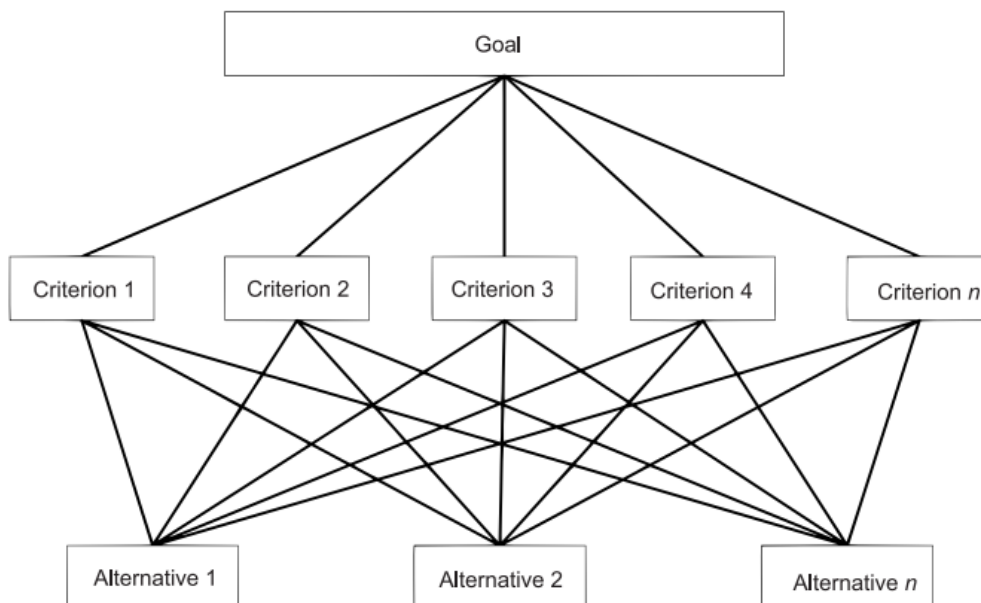 Goal
Criterion 1
Criterion 2
Criterion 3
Criterion 4
Criterion n
Alternative 1
Alternative 2
Alternative n